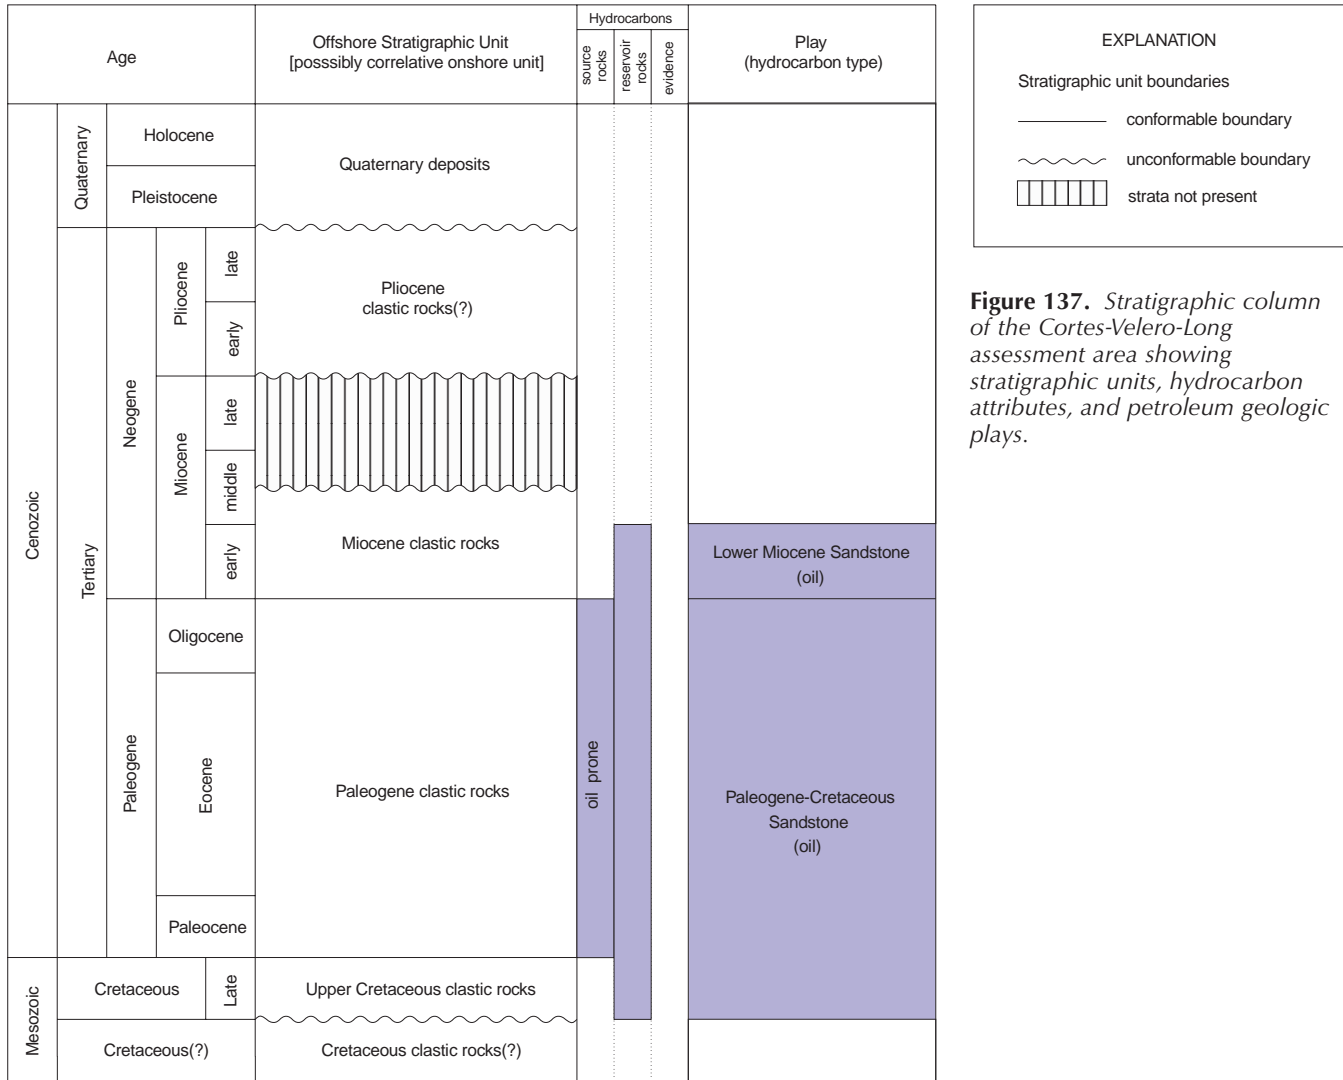 Age
Offshore Stratigraphic Unit
[posssibly correlative onshore unit]
Hydrocarbons
source
rocks
reservoir
rocks
evidence
Play
(hydrocarbon type)
Cenozoic
Quaternary
Holocene
Quaternary deposits
Pleistocene
Tertiary
Neogene
Pliocene
late
Pliocene
clastic rocks(?)
early
Miocene
late
middle
early
Miocene clastic rocks
Lower Miocene Sandstone
(oil)
Paleogene
Oligocene
Eocene
Paleogene clastic rocks
oil prone
Paleogene-Cretaceous
Sandstone
(oil)
Paleocene
Mesozoic
Cretaceous
Late
Upper Cretaceous clastic rocks
Cretaceous(?)
Cretaceous clastic rocks(?)
EXPLANATION
Stratigraphic unit boundaries
conformable boundary
unconformable boundary
strata not present
Figure 137. Stratigraphic column
of the Cortes-Velero-Long
assessment area showing
stratigraphic units, hydrocarbon
attributes, and petroleum geologic
plays.